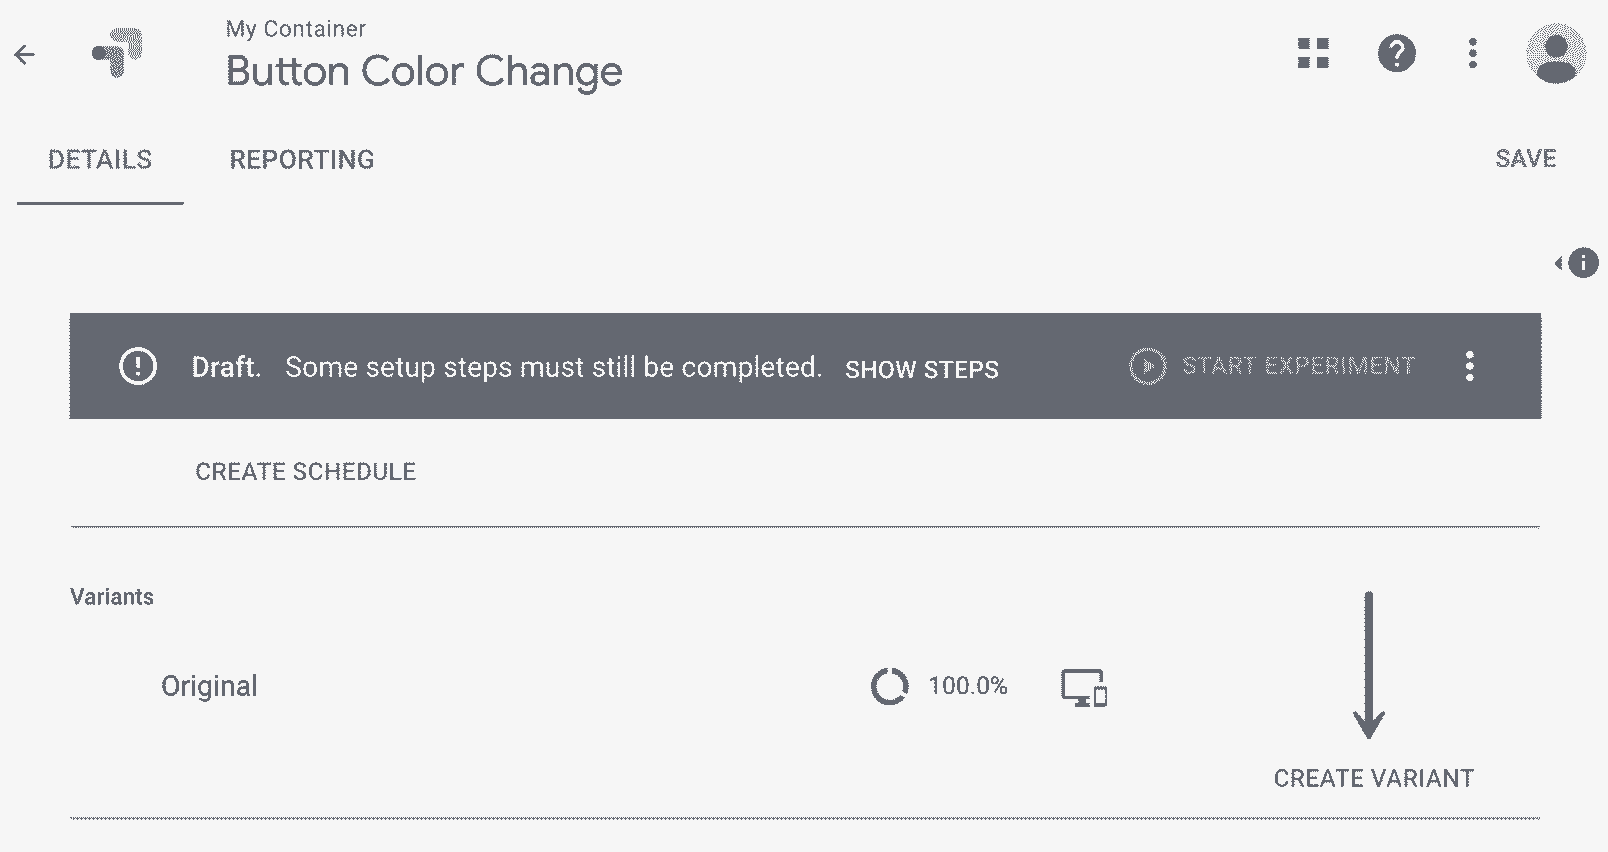 My Container
Button Color Change
DETAILS REPORTING SAVE
Draft. Some setup steps must still be completed. SHOW STEPS START EXPERIMENT
CREATE SCHEDULE
Variants
Original 100.0%
CREATE VARIANT